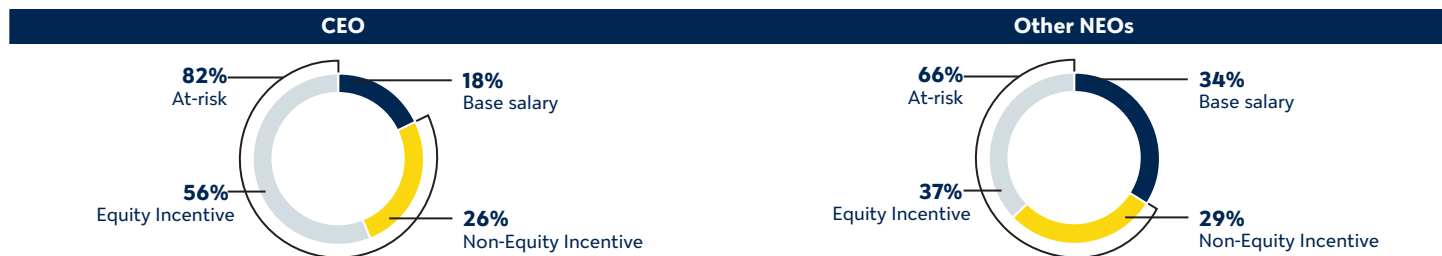 CEO
82%
At-risk
18%
Base salary
56%
Equity Incentive
26%
Non-Equity Incentive
Other NEOs
66%
At-risk
34%
Base salary
37%
Equity Incentive
29%
Non-Equity Incentive